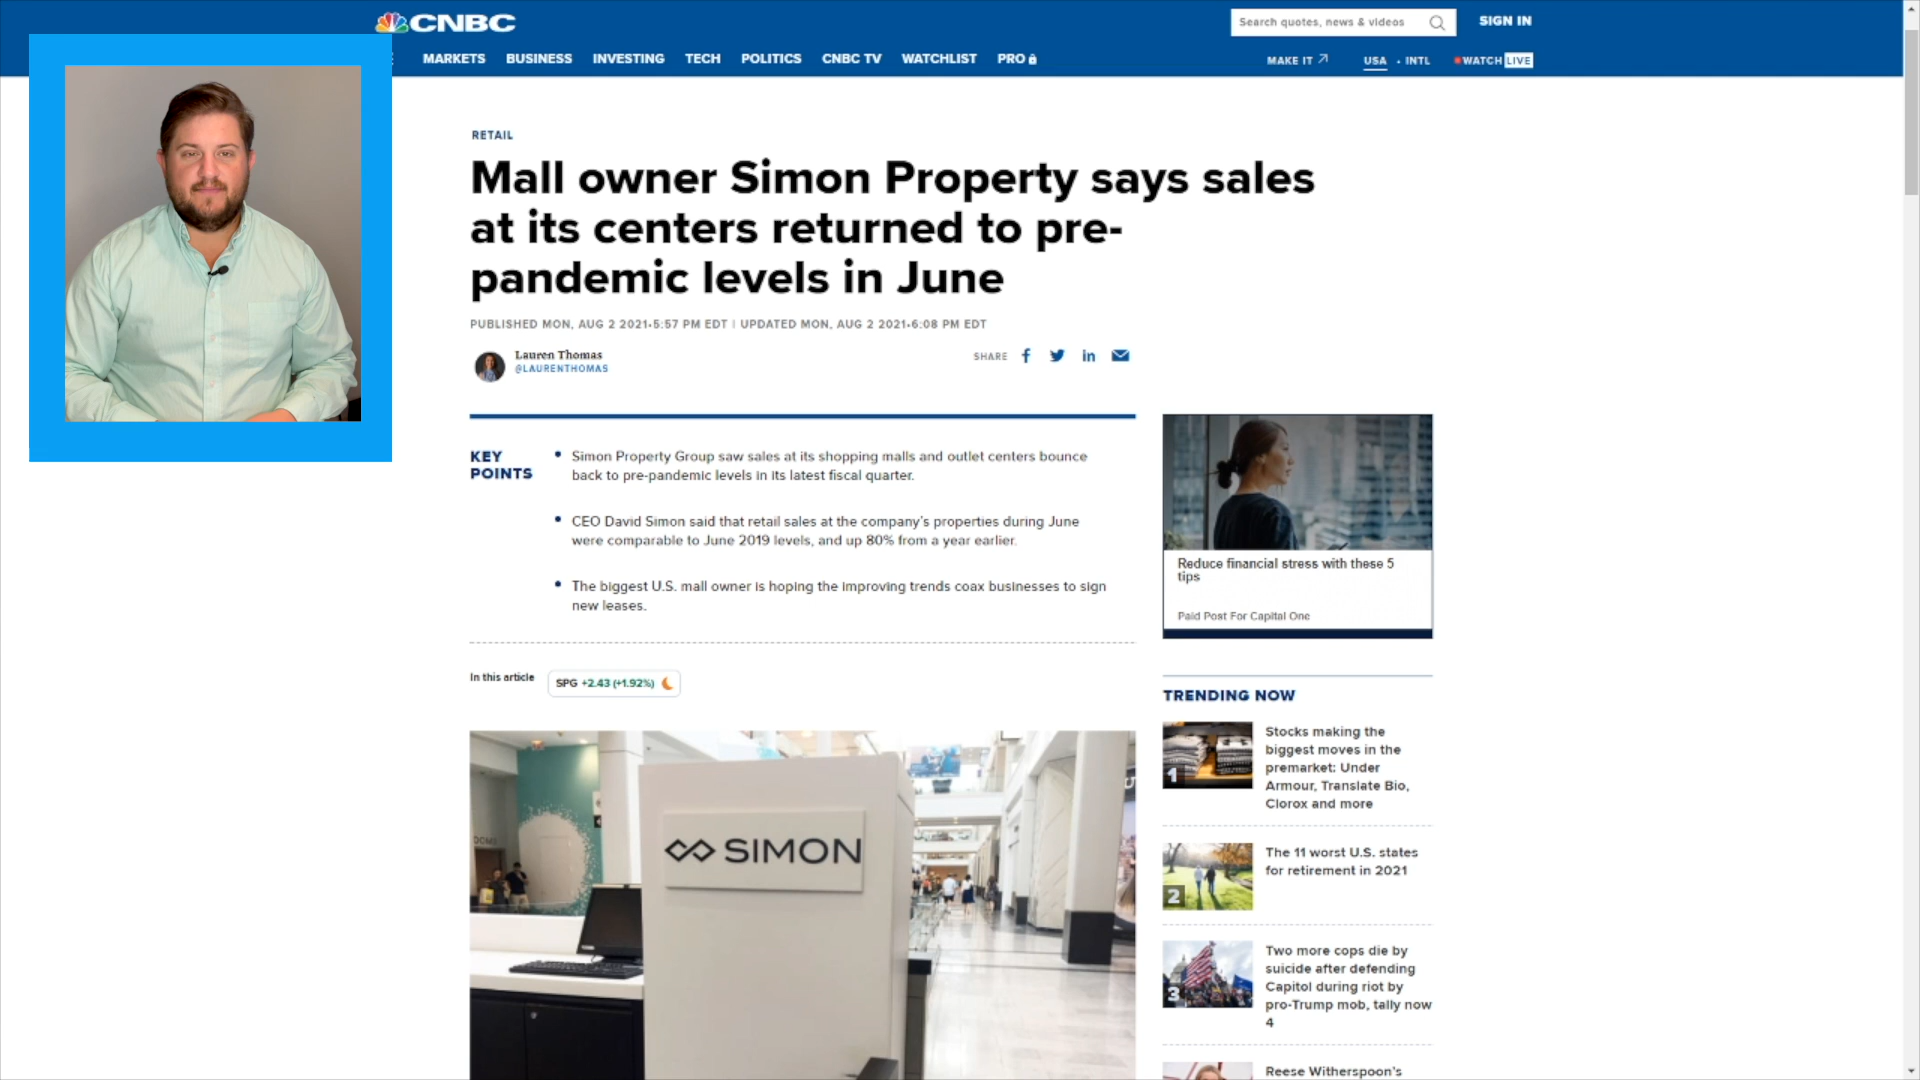 CNBC
Search quotes, news & videos
SIGN IN
MARKETS BUSINESS INVESTING TECH POLITICS CNBC TV WATCHLIST PRO
MAKE IT USA • INTL WATCH LIVE
RETAIL
Mall owner Simon Property says sales
at its centers returned to pre-
pandemic levels in June
PUBLISHED MON, AUG 2 2021•5:57 PM EDT | UPDATED MON, AUG 2 2021•6:08 PM EDT
Lauren Thomas
@LAURENTHOMAS
SHARE
KEY
POINTS
Simon Property Group saw sales at its shopping malls and outlet centers bounce
back to pre-pandemic levels in its latest fiscal quarter.
CEO David Simon said that retail sales at the company's properties during June
were comparable to June 2019 levels, and up 80% from a year earlier.
The biggest U.S. mall owner is hoping the improving trends coax businesses to sign
new leases.
In this article
SPG +2.43 (+1.92%)
SIMON
Reduce financial stress with these 5
tips
Paid Post For Capital One
TRENDING NOW
1
Stocks making the
biggest moves in the
premarket: Under
Armour, Translate Bio,
Clorox and more
2
The 11 worst U.S. states
for retirement in 2021
3
Two more cops die by
suicide after defending
Capitol during riot by
pro-Trump mob, tally now
4
Reese Witherspoon's